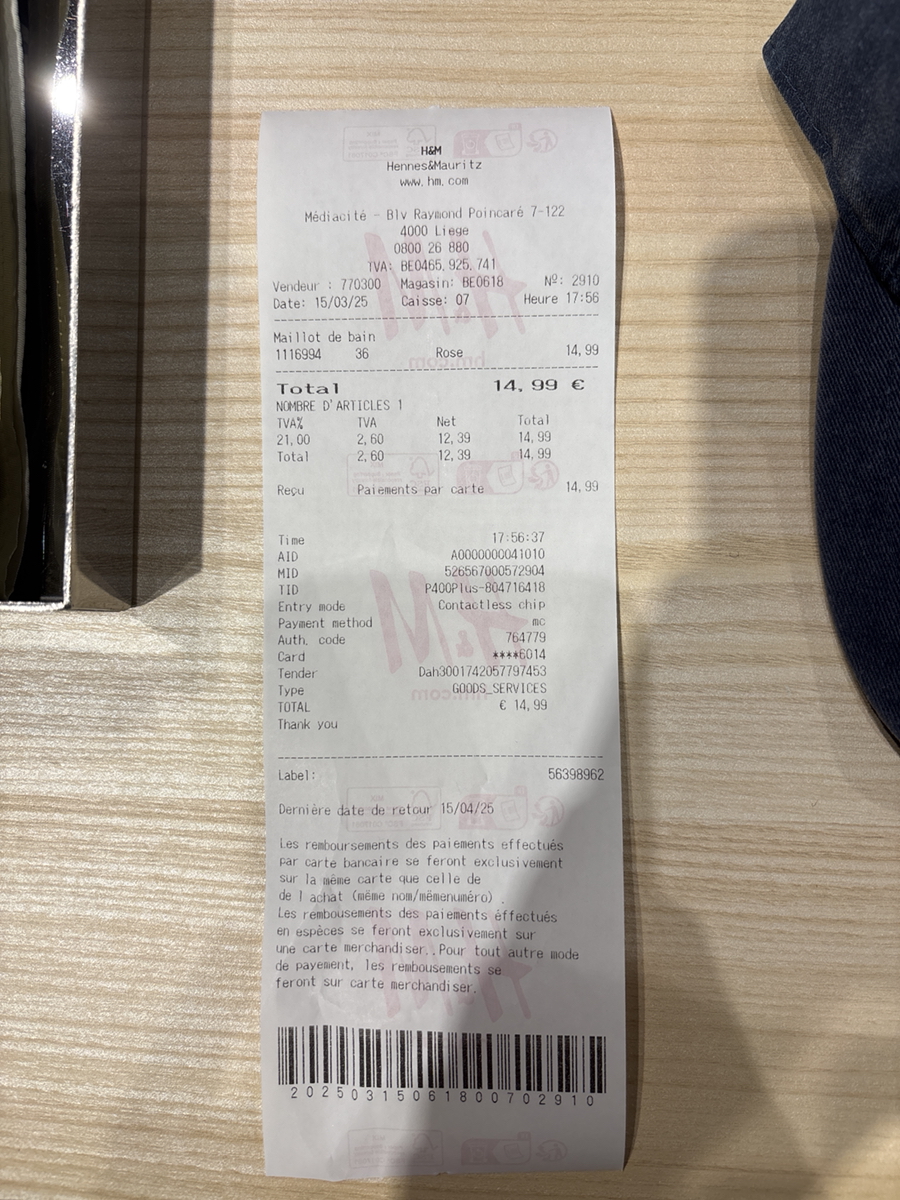 H&M
Hennes&Mauritz
www.hm.com
Médiacité - Blv Raymond Poincaré 7-122
4000 Liege
0800 26 880
TVA: BE0465.925.741
Vendeur : 770300 Magasin: BE0618 Nº: 2910
Date: 15/03/25 Caisse: 07 Heure 17:56
Maillot de bain
1116994 36 Rose 14,99
Total 14,99 €
NOMBRE D'ARTICLES 1
TVA% TVA Net Total
21,00 2,60 12,39 14,99
Total 2,60 12,39 14,99
Reçu Paiements par carte 14,99
Time 17:56:37
AID A0000000041010
MID 526567000572904
TID P400Plus-804716418
Entry mode Contactless chip
Payment method mc
Auth. code 764779
Card ****6014
Tender Dah3001742057797453
Type GOODS_SERVICES
TOTAL € 14,99
Thank you
Label: 56398962
Dernière date de retour 15/04/25
Les remboursements des paiements effectués
par carte bancaire se feront exclusivement
sur la même carte que celle de
de l achat (même nom/mêmenuméro) .
Les rembousements des paiements éffectués
en espèces se feront exclusivement sur
une carte merchandiser..Pour tout autre mode
de payement, les rembousements se
feront sur carte merchandiser.
20250315061800702910